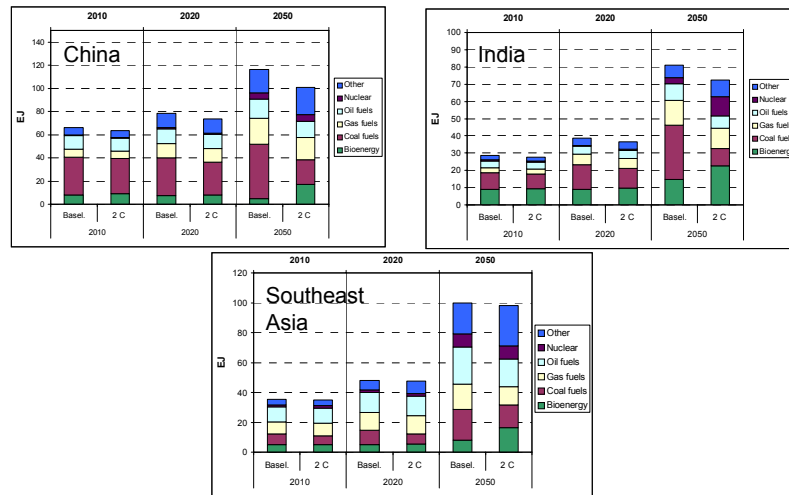 2010 2020 2050
140
120
100
80
60
40
20
0
EJ
China
Other
Nuclear
Oil fuels
Gas fuels
Coal fuels
Bioenergy
Basel. 2 C Basel. 2 C Basel. 2 C
2010 2020 2050
2010 2020 2050
100
90
80
70
60
50
40
30
20
10
0
EJ
India
Other
Nuclear
Oil fuels
Gas fuels
Coal fuels
Bioenergy
Basel. 2 C Basel. 2 C Basel. 2 C
2010 2020 2050
2010 2020 2050
120
100
80
60
40
20
0
EJ
Southeast
Asia
Other
Nuclear
Oil fuels
Gas fuels
Coal fuels
Bioenergy
Basel. 2 C Basel. 2 C Basel. 2 C
2010 2020 2050